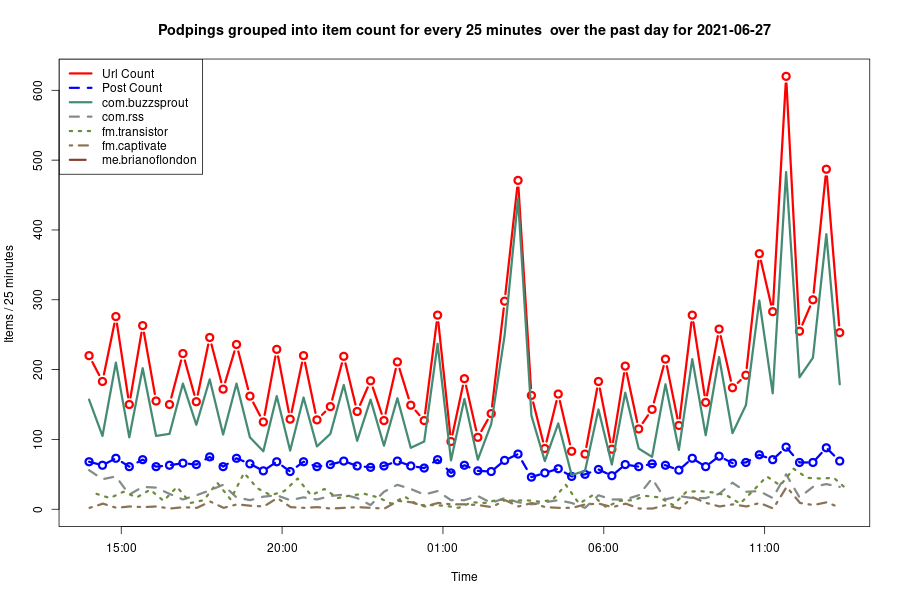 Podpings grouped into item count for every 25 minutes  over the past day for 2021-06-27
Url Count
Post Count
com.buzzsprout
com.rss
fm.transistor
fm.captivate
me.brianoflondon
Items / 25 minutes
600
500
400
300
200
100
0
15:00 20:00 01:00 06:00 11:00
Time